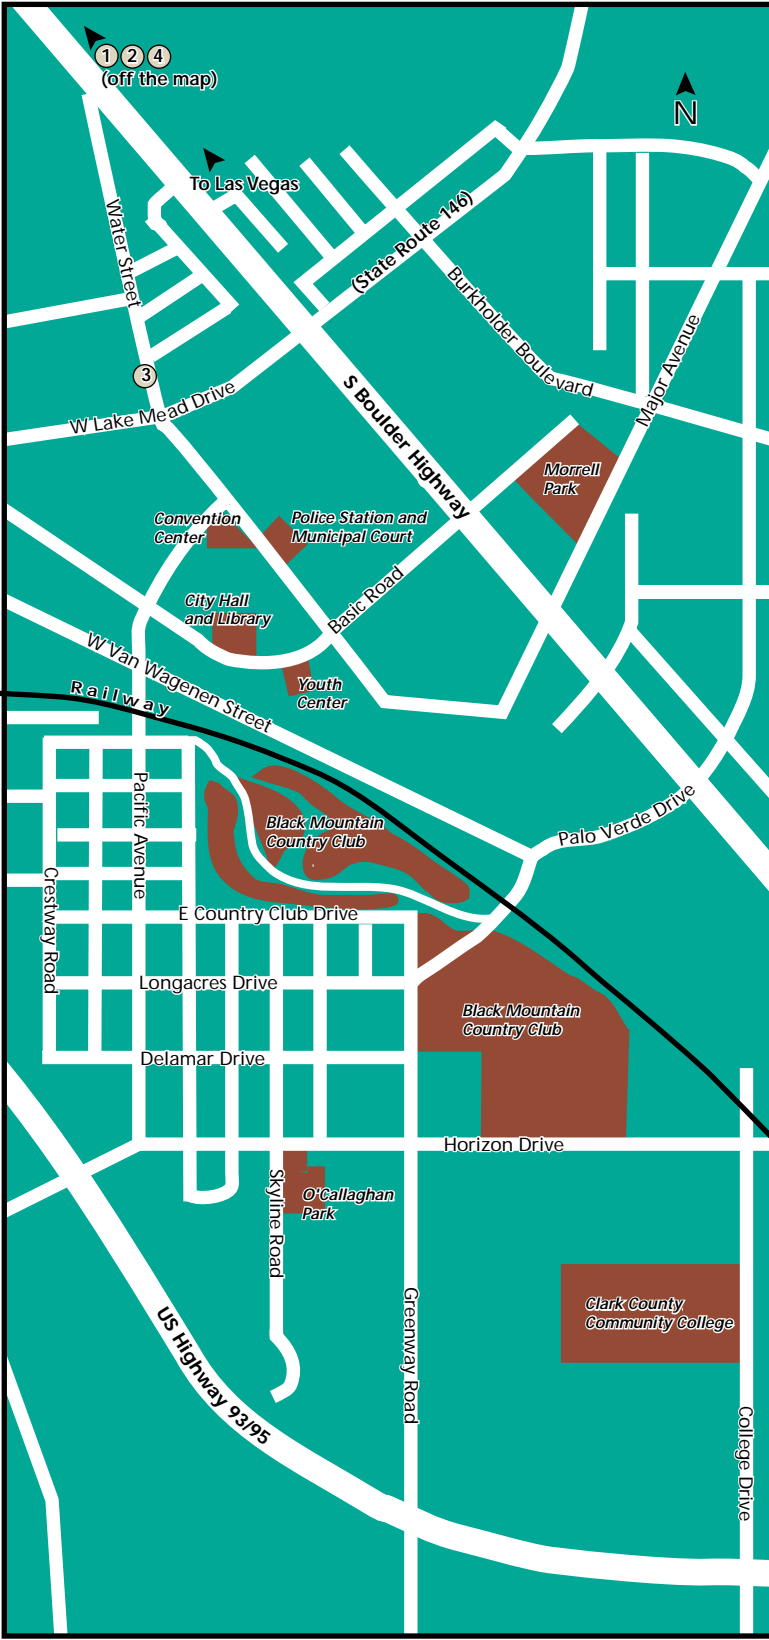 1 2 4
(off the map)
N
To Las Vegas
Water Street
(State Route 146)
Burkholder Boulevard
Major Avenue
3
W Lake Mead Drive
S Boulder Highway
Morrell
Park
Convention
Center
Police Station and
Municipal Court
Basic Road
City Hall
and Library
W Van Wagenen Street
Youth
Center
Railway
Pacific Avenue
Palo Verde Drive
Black Mountain
Country Club
Crestway Road
E Country Club Drive
Longacres Drive
Black Mountain
Country Club
Delamar Drive
Horizon Drive
Skyline Road
O'Callaghan
Park
Greenway Road
Clark County
Community College
US Highway 93/95
College Drive